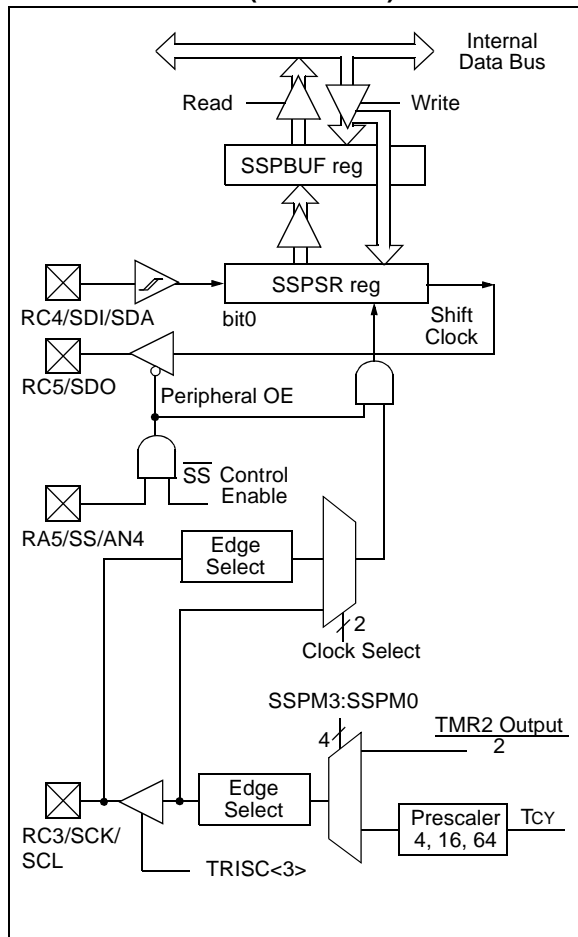 Internal
Data Bus
Read
Write
SSPBUF reg
SSPSR reg
RC4/SDI/SDA
bit0
Shift
Clock
RC5/SDO
Peripheral OE
SS Control
Enable
RA5/SS/AN4
Edge
Select
2
Clock Select
SSPM3:SSPM0
TMR2 Output
2
4
Edge
Select
Prescaler
4, 16, 64
TCY
RC3/SCK/
SCL
TRISC<3>